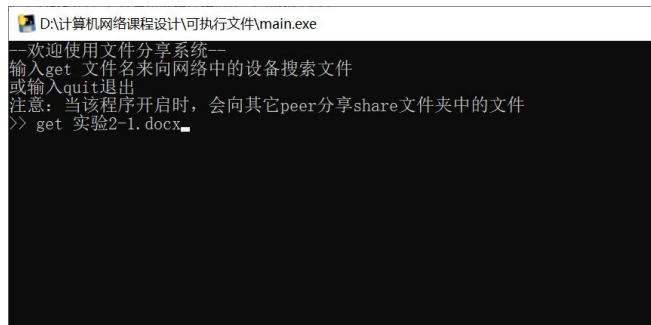 D:\计算机网络课程设计\可执行文件\main.exe
--欢迎使用文件分享系统--
输入get 文件名来向网络中的设备搜索文件
或输入quit退出
注意：当该程序开启时，会向其它peer分享share文件夹中的文件
>> get 实验2-1.docx